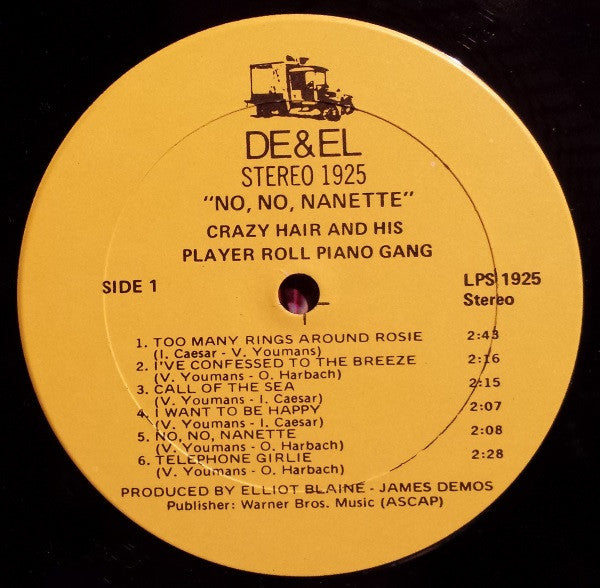 DE&EL
STEREO 1925
"NO, NO, NANETTE"
CRAZY HAIR AND HIS
PLAYER ROLL PIANO GANG
SIDE 1
LPS 1925
Stereo
1. TOO MANY RINGS AROUND ROSIE 2:43
(I. Caesar - V. Youmans)
2. I'VE CONFESSED TO THE BREEZE 2:16
(V. Youmans - O. Harbach)
3. CALL OF THE SEA 2:15
(V. Youmans - I. Caesar)
4. I WANT TO BE HAPPY 2:07
(V. Youmans - I. Caesar)
5. NO, NO, NANETTE 2:08
(V. Youmans - O. Harbach)
6. TELEPHONE GIRLIE 2:28
(V. Youmans - O. Harbach)
PRODUCED BY ELLIOT BLAINE - JAMES DEMOS
Publisher: Warner Bros. Music (ASCAP)